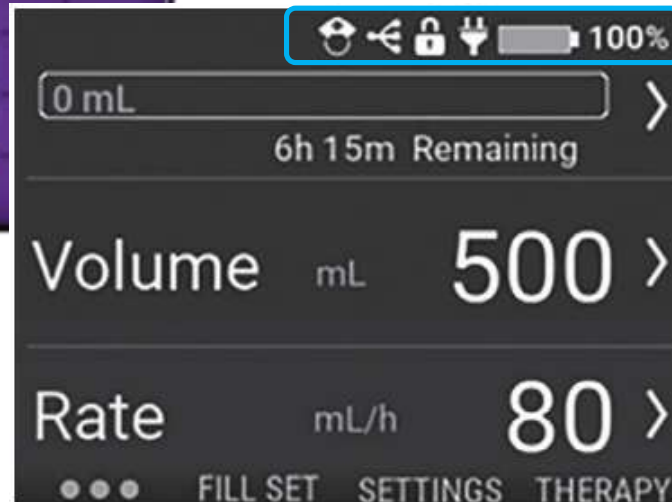 100%
0 mL
6h 15m Remaining
Volume mL 500
Rate mL/h 80
FILL SET SETTINGS THERAPY